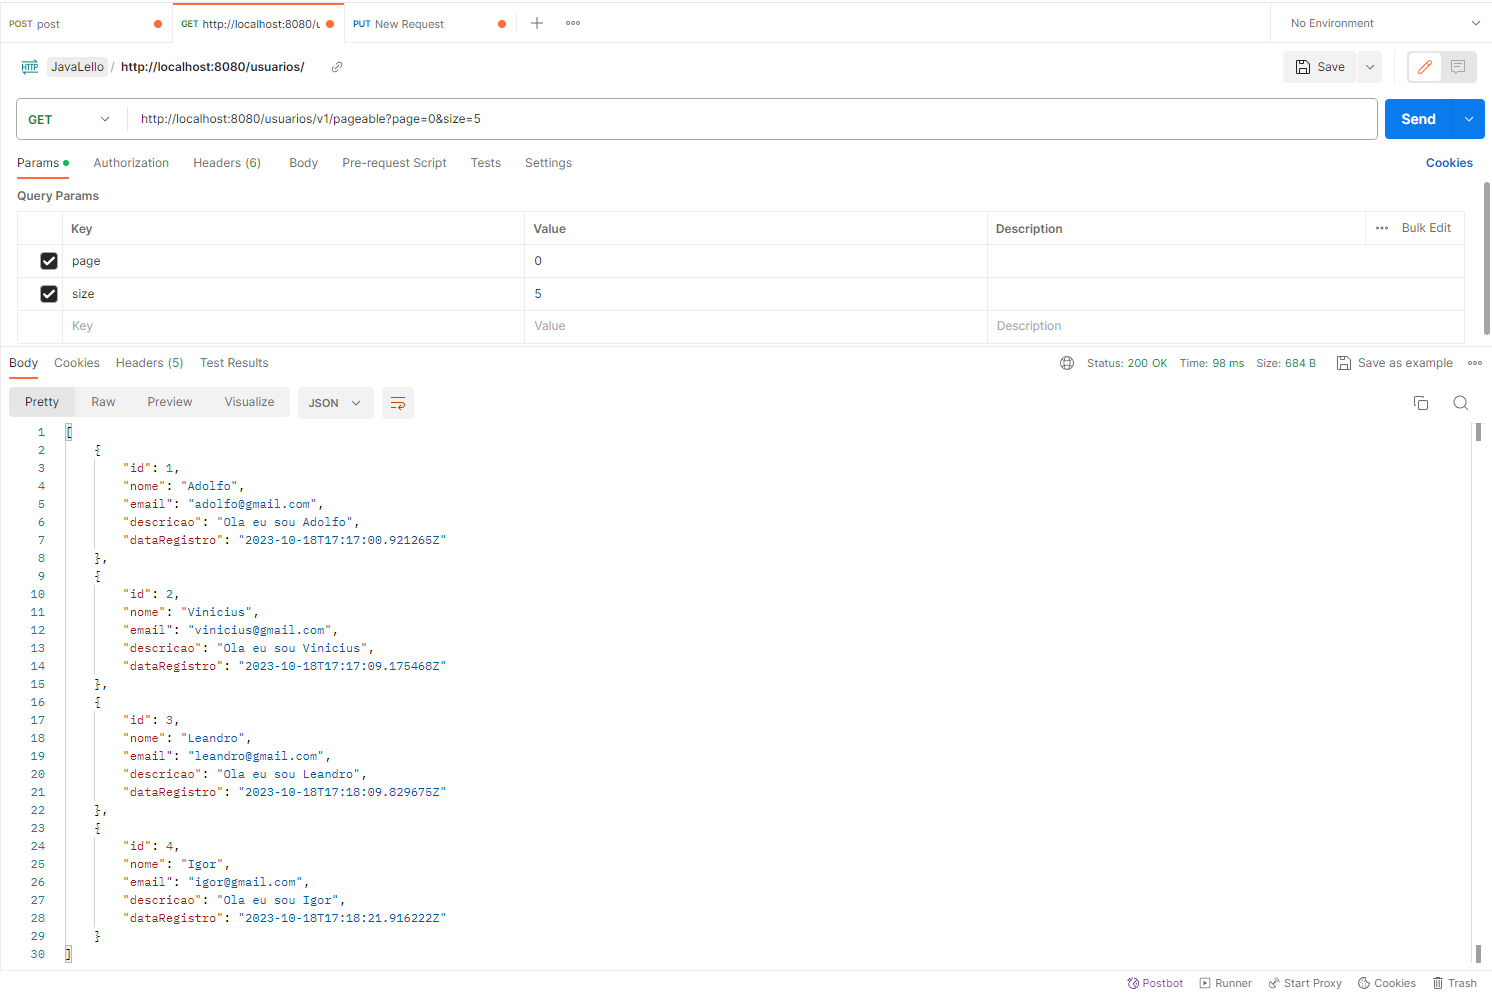 POST post GET http://localhost:8080/u PUT New Request No Environment
HTTP JavaLello / http://localhost:8080/usuarios/ Save
GET http://localhost:8080/usuarios/v1/pageable?page=0&size=5 Send
Params Authorization Headers (6) Body Pre-request Script Tests Settings Cookies
Query Params
Key Value Description Bulk Edit
page 0
size 5
Key Value Description
Body Cookies Headers (5) Test Results Status: 200 OK Time: 98 ms Size: 684 B Save as example
Pretty Raw Preview Visualize JSON
1 [
2 {
3 "id": 1,
4 "nome": "Adolfo",
5 "email": "adolfo@gmail.com",
6 "descricao": "Ola eu sou Adolfo",
7 "dataRegistro": "2023-10-18T17:17:00.921265Z"
8 },
9 {
10 "id": 2,
11 "nome": "Vinicius",
12 "email": "vinicius@gmail.com",
13 "descricao": "Ola eu sou Vinicius",
14 "dataRegistro": "2023-10-18T17:17:09.175468Z"
15 },
16 {
17 "id": 3,
18 "nome": "Leandro",
19 "email": "leandro@gmail.com",
20 "descricao": "Ola eu sou Leandro",
21 "dataRegistro": "2023-10-18T17:18:09.829675Z"
22 },
23 {
24 "id": 4,
25 "nome": "Igor",
26 "email": "igor@gmail.com",
27 "descricao": "Ola eu sou Igor",
28 "dataRegistro": "2023-10-18T17:18:21.916222Z"
29 }
30 ]
Postbot Runner Start Proxy Cookies Trash